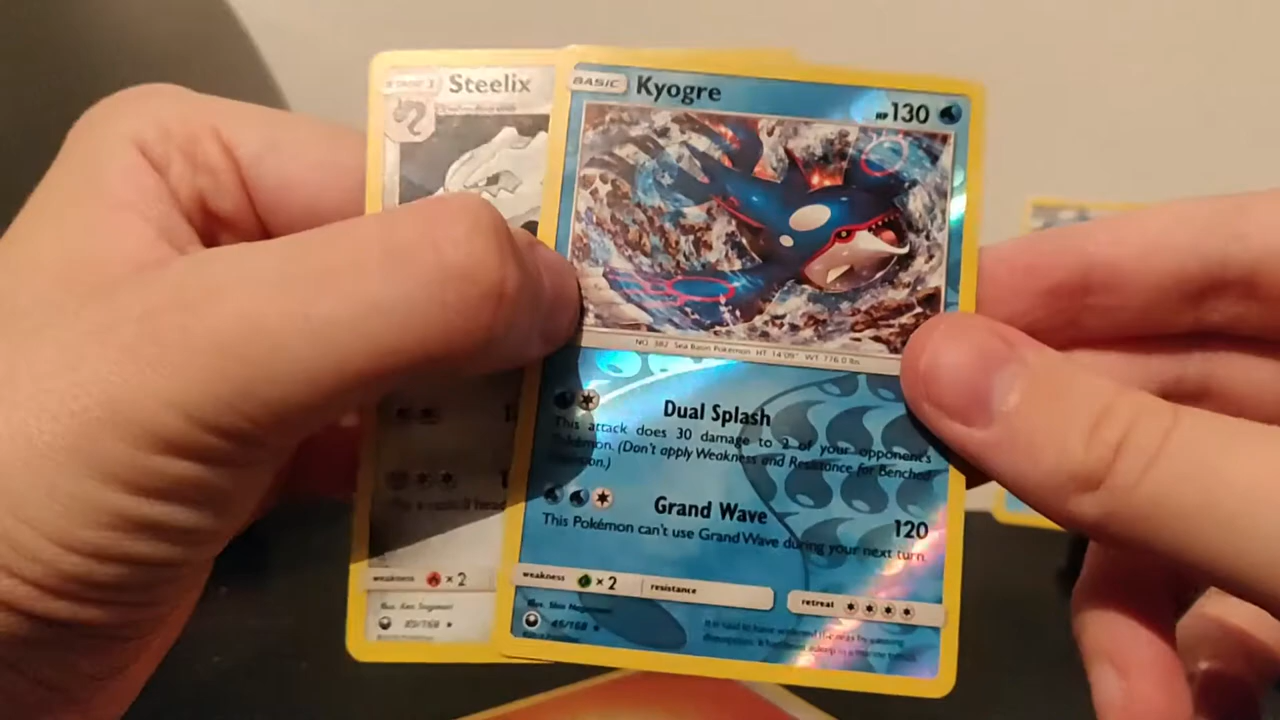 Steelix
weakness × 2
BASIC Kyogre HP 130
NO. 382 Sea Basin Pokémon HT 14'09" WT 776.0 lbs
Dual Splash
This attack does 30 damage to 2 of your opponent's
Pokémon. (Don't apply Weakness and Resistance for Benched
Grand Wave 120
This Pokémon can't use Grand Wave during your next turn.
weakness × 2 resistance retreat
45/168